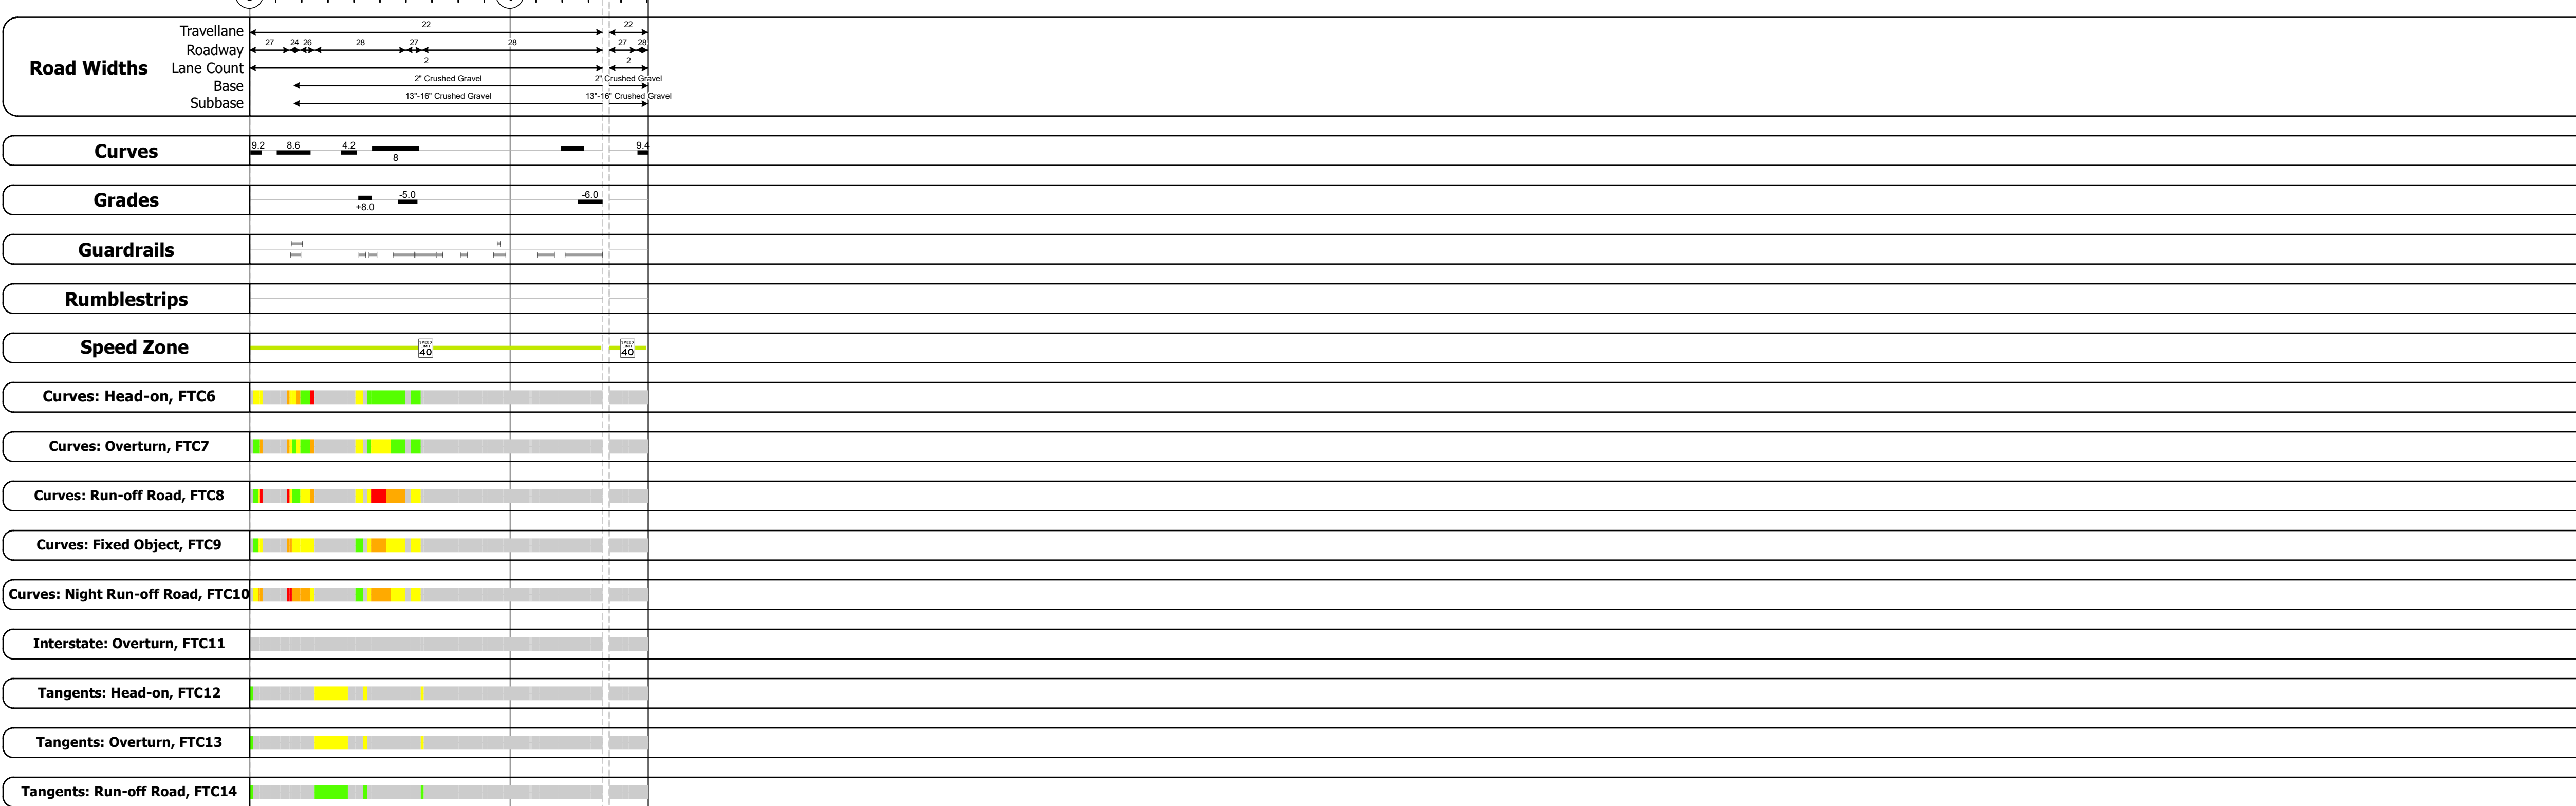 22 22
Travellane
27 24 26 28 27 28 27 28
Roadway
2 2
Lane Count
2" Crushed Gravel 2" Crushed Gravel
Base
13"-16" Crushed Gravel 13"-16" Crushed Gravel
Subbase
Road Widths
Curves
9.2 8.6 4.2 8 9.4
Grades
+8.0 -5.0 -6.0
Guardrails
Rumblestrips
Speed Zone
SPEED
LIMIT
40
SPEED
LIMIT
40
Curves: Head-on, FTC6
Curves: Overturn, FTC7
Curves: Run-off Road, FTC8
Curves: Fixed Object, FTC9
Curves: Night Run-off Road, FTC10
Interstate: Overturn, FTC11
Tangents: Head-on, FTC12
Tangents: Overturn, FTC13
Tangents: Run-off Road, FTC14